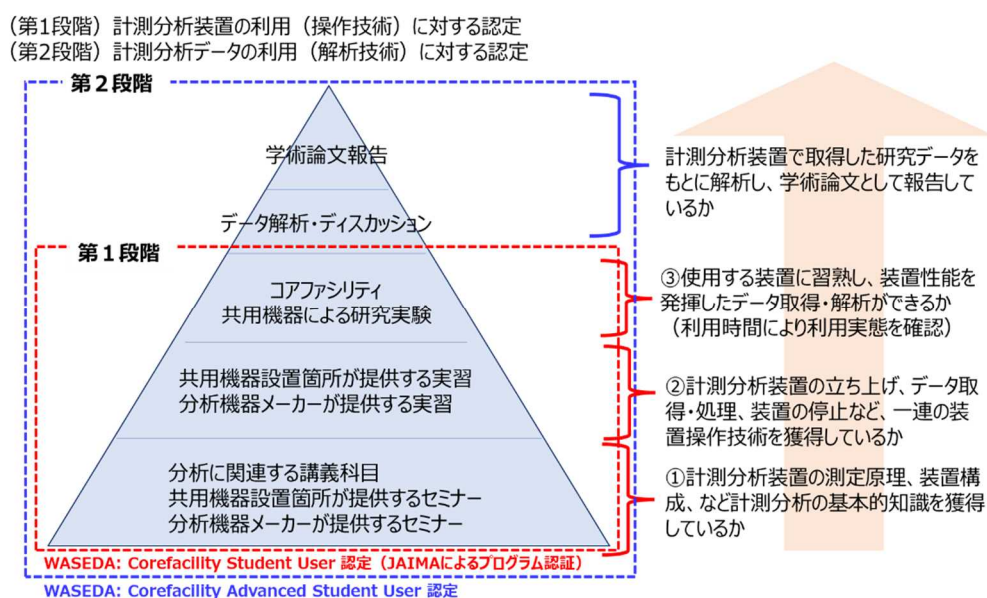 （第1段階）計測分析装置の利用（操作技術）に対する認定
（第2段階）計測分析データの利用（解析技術）に対する認定
第２段階
学術論文報告
データ解析・ディスカッション
計測分析装置で取得した研究データを
もとに解析し、学術論文として報告して
いるか
第１段階
コアファシリティ
共用機器による研究実験
③使用する装置に習熟し、装置性能を
発揮したデータ取得・解析ができるか
（利用時間により利用実態を確認）
共用機器設置箇所が提供する実習
分析機器メーカーが提供する実習
②計測分析装置の立ち上げ、データ取
得・処理、装置の停止など、一連の装
置操作技術を獲得しているか
分析に関連する講義科目
共用機器設置箇所が提供するセミナー
分析機器メーカーが提供するセミナー
①計測分析装置の測定原理、装置構
成、など計測分析の基本的知識を獲得
しているか
WASEDA: Corefacility Student User 認定（JAIMAによるプログラム認証）
WASEDA: Corefacility Advanced Student User 認定